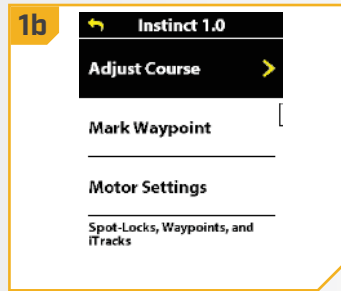 1b
Instinct 1.0
Adjust Course
Mark Waypoint
Motor Settings
Spot-Locks, Waypoints, and
iTracks